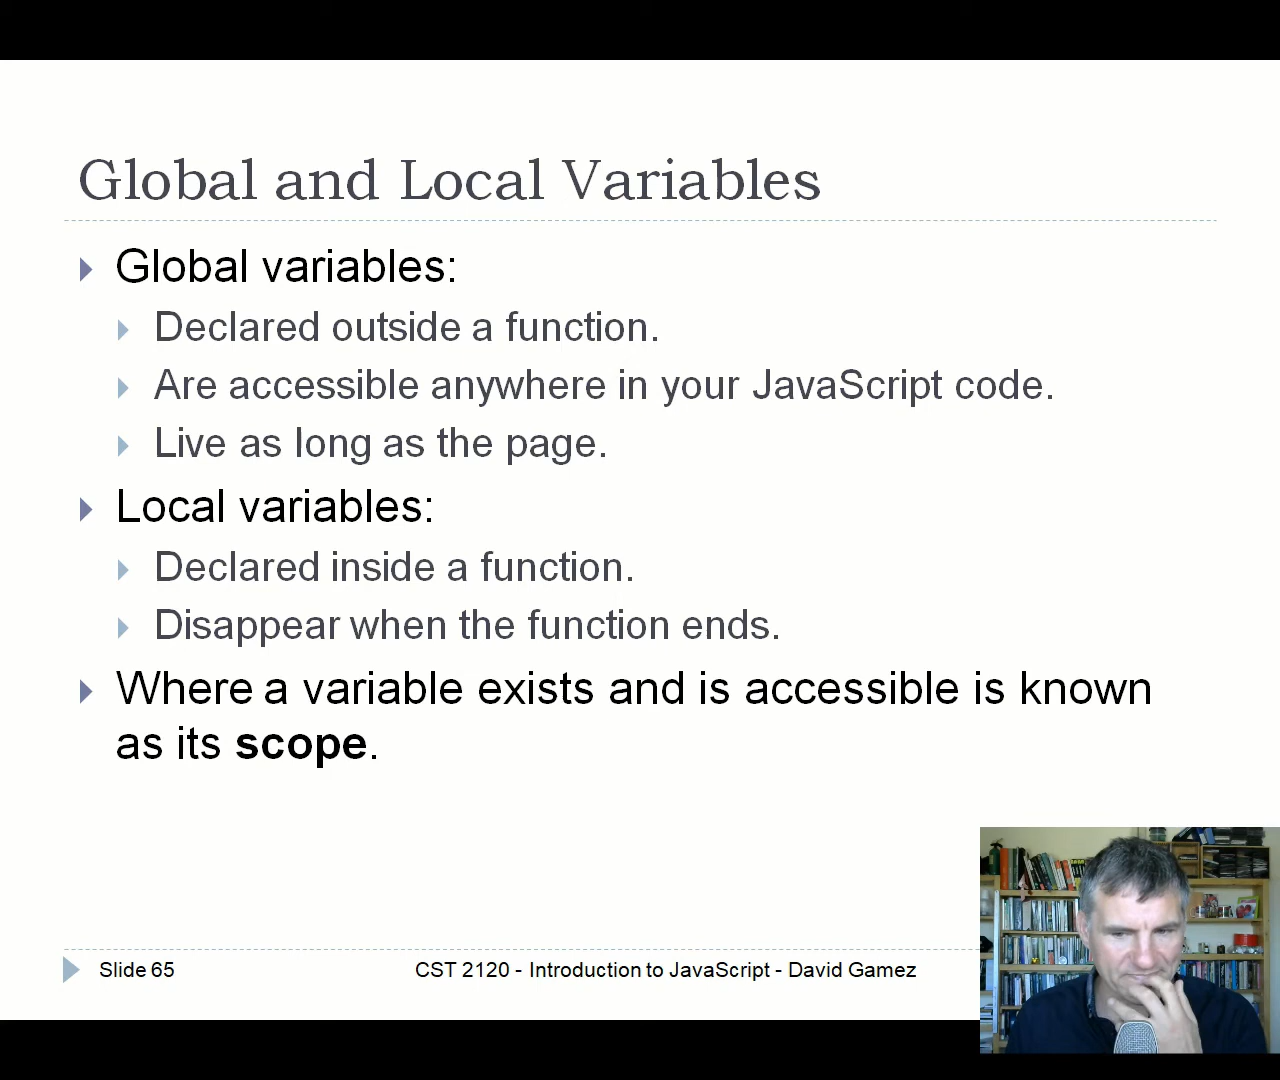 Global and Local Variables
Global variables:
Declared outside a function.
Are accessible anywhere in your JavaScript code.
Live as long as the page.
Local variables:
Declared inside a function.
Disappear when the function ends.
Where a variable exists and is accessible is known
as its scope.
Slide 65
CST 2120 - Introduction to JavaScript - David Gamez